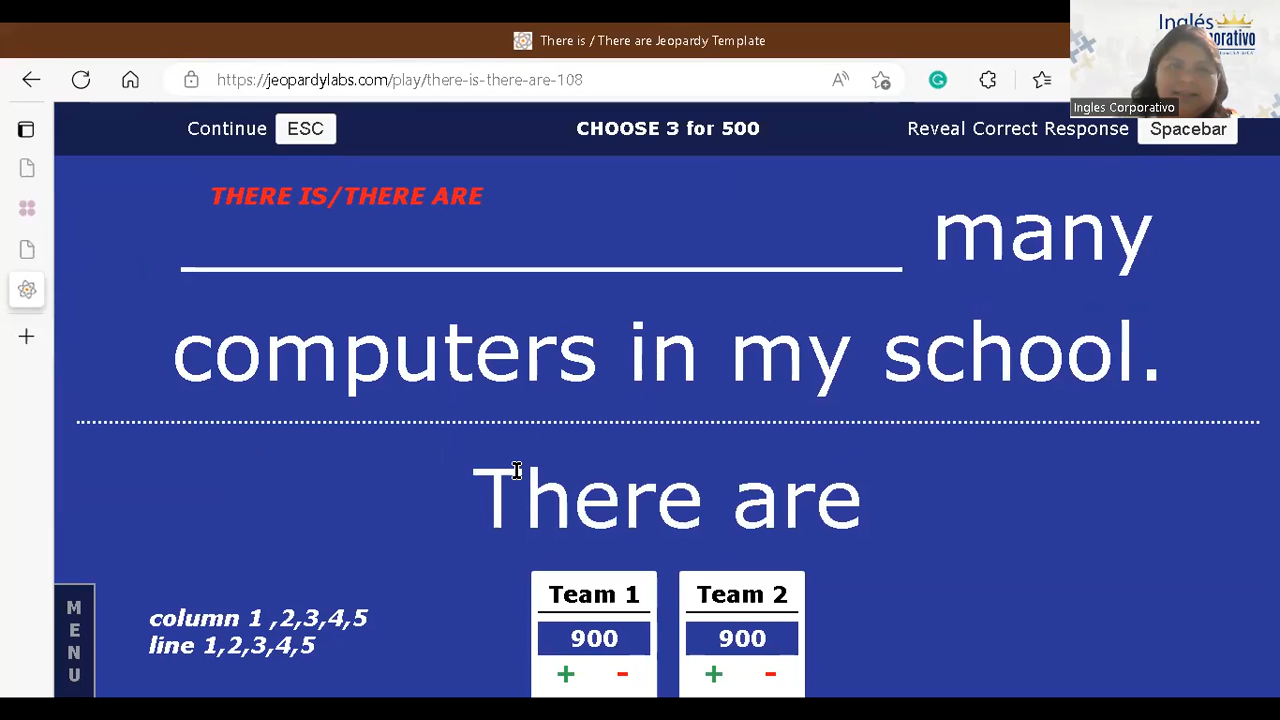 There is / There are Jeopardy Template
Inglés
Corporativo
https://jeopardylabs.com/play/there-is-there-are-108
Ingles Corporativo
Continue ESC
CHOOSE 3 for 500
Reveal Correct Response Spacebar
THERE IS/THERE ARE
____________________ many
computers in my school.
There are
Team 1
900
+ -
Team 2
900
+ -
column 1 ,2,3,4,5
line 1,2,3,4,5
MENU